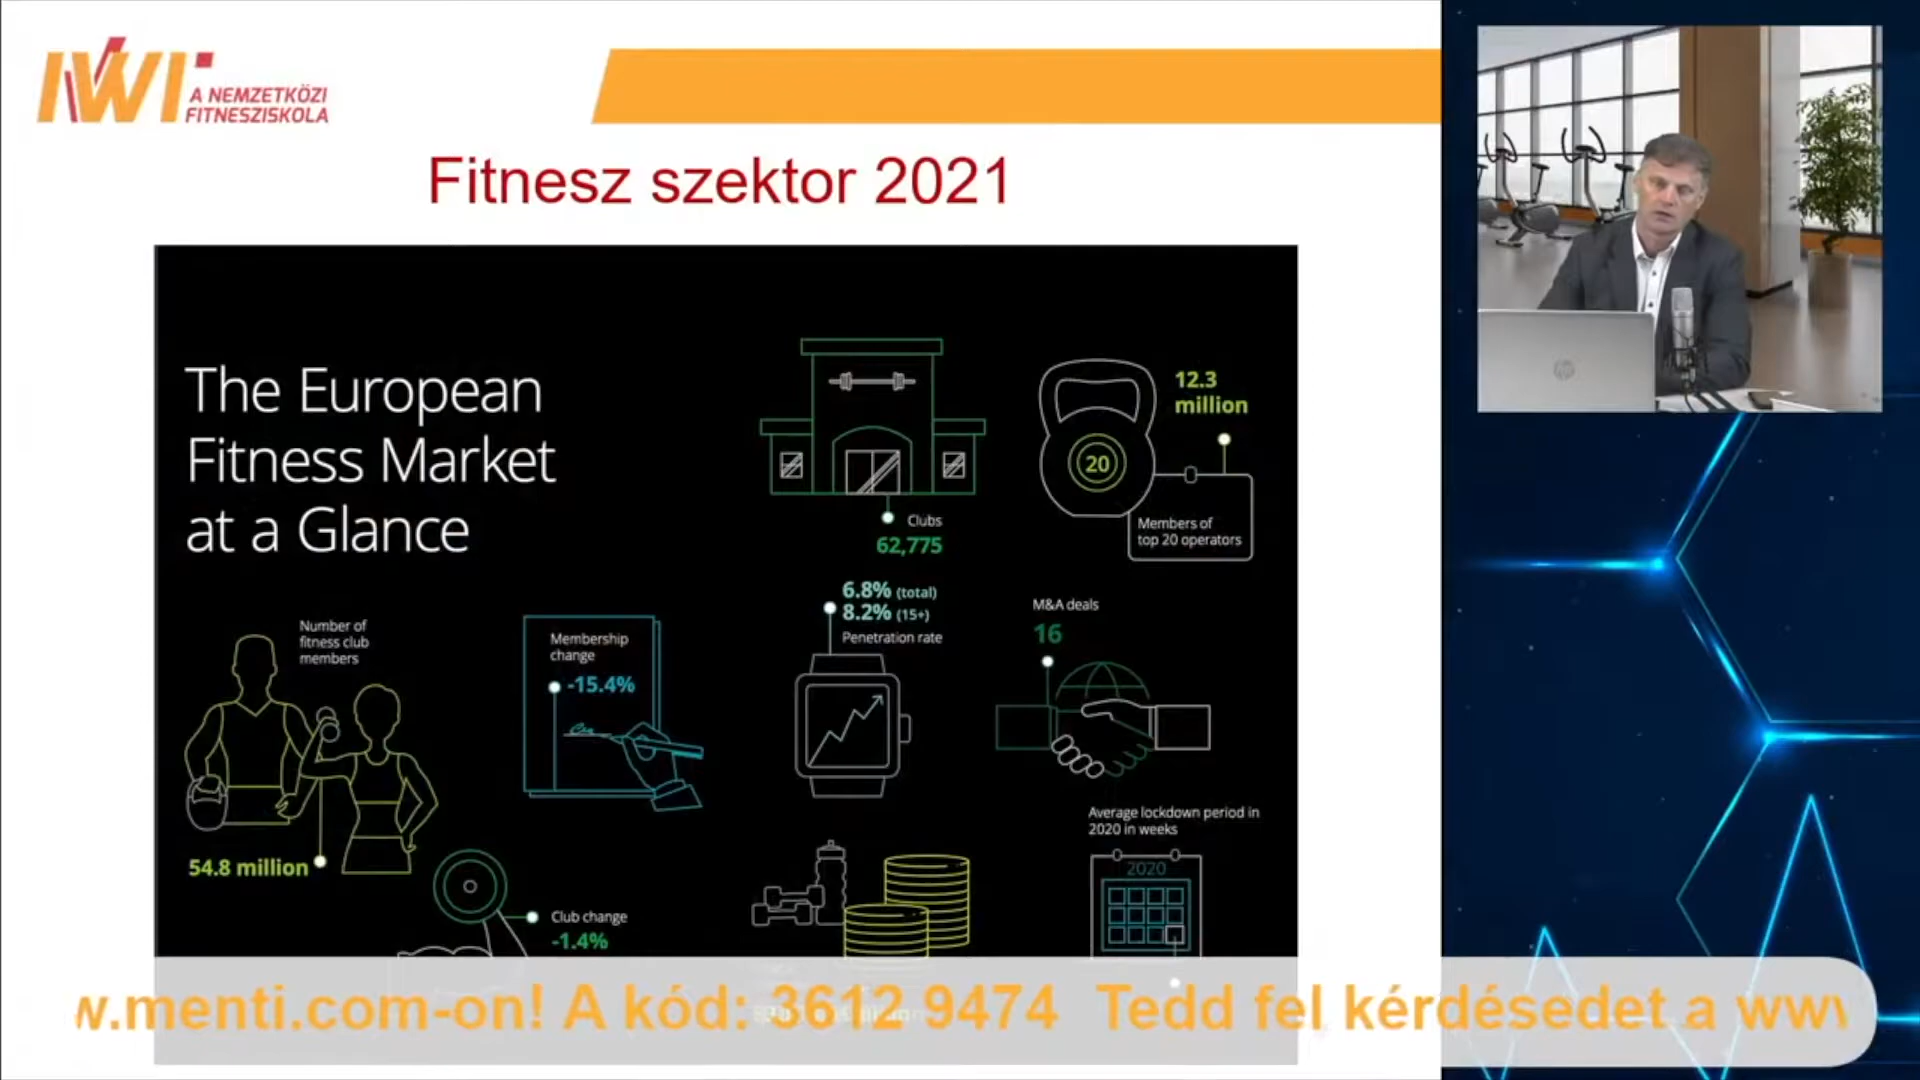 IWI
A NEMZETKÖZI
FITNESZISKOLA
Fitnesz szektor 2021
The European
Fitness Market
at a Glance
Clubs
62,775
12.3
million
20
Members of
top 20 operators
6.8% (total)
8.2% (15+)
Penetration rate
M&A deals
16
Number of
fitness club
members
54.8 million
Membership
change
-15.4%
Club change
-1.4%
Average lockdown period in
2020 in weeks
2020
w.menti.com-on! A kód: 3612 9474 Tedd fel kérdésedet a www
hp